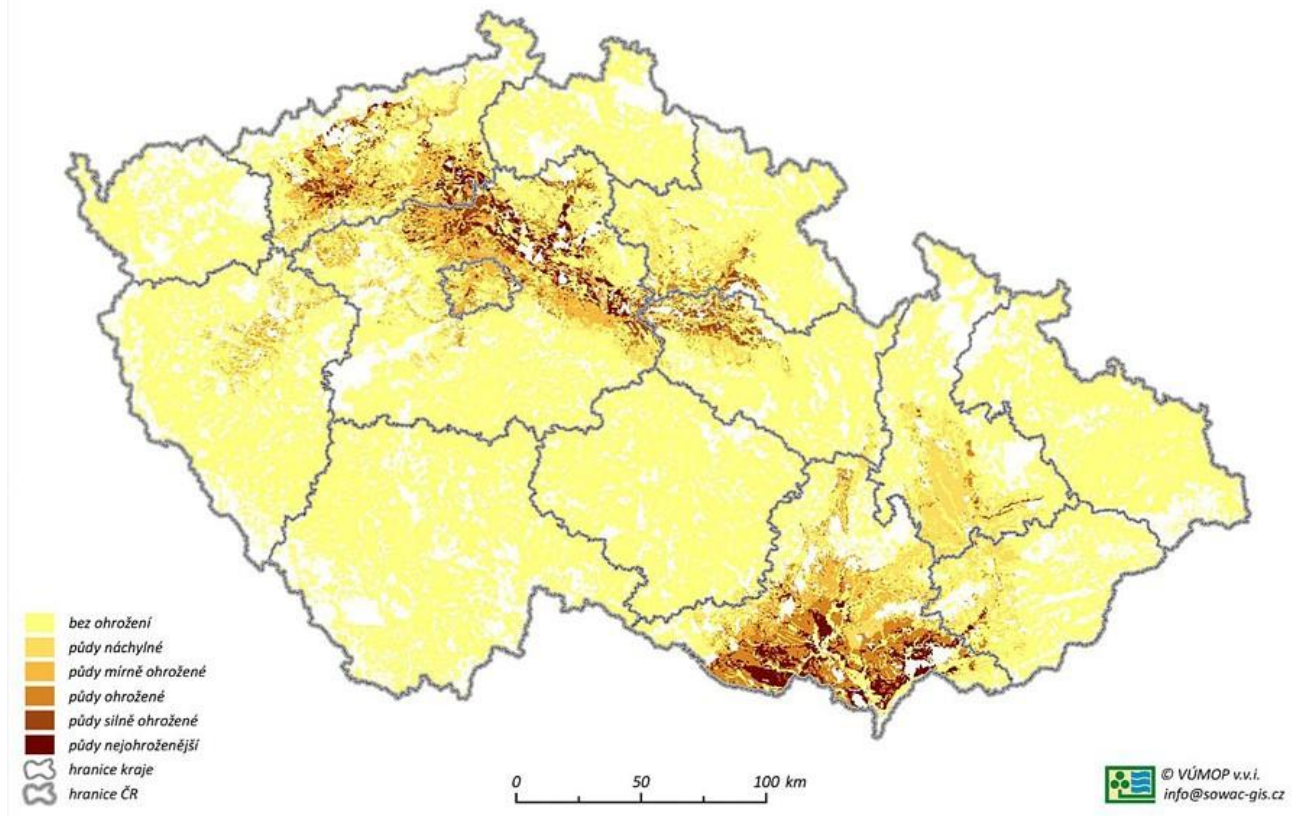 bez ohrožení
půdy náchylné
půdy mírně ohrožené
půdy ohrožené
půdy silně ohrožené
půdy nejohroženější
hranice kraje
hranice ČR
0 50 100 km
© VÚMOP v.v.i.
info@sowac-gis.cz